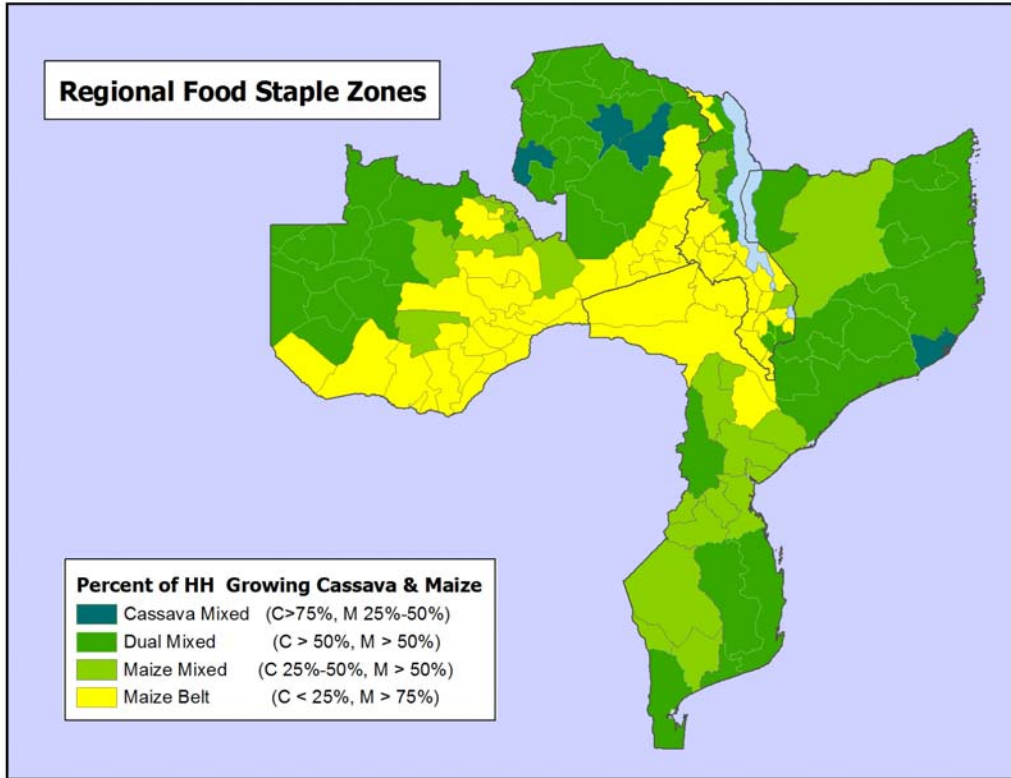 Regional Food Staple Zones
Percent of HH Growing Cassava & Maize
Cassava Mixed (C>75%, M 25%-50%)
Dual Mixed (C > 50%, M > 50%)
Maize Mixed (C 25%-50%, M > 50%)
Maize Belt (C < 25%, M > 75%)